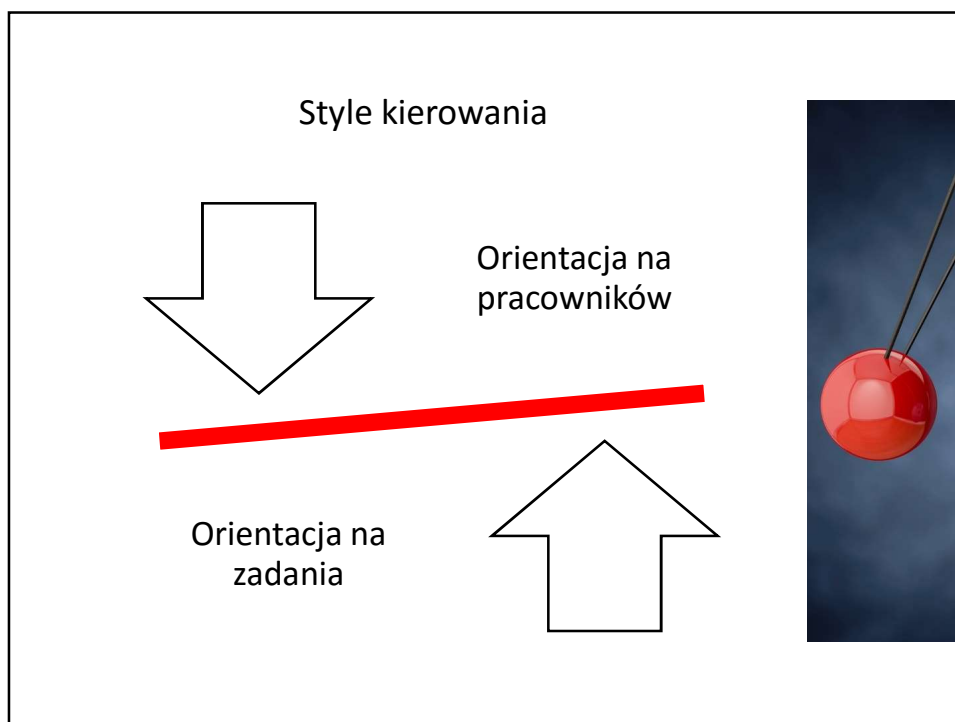 Style kierowania
Orientacja na
pracowników
Orientacja na
zadania